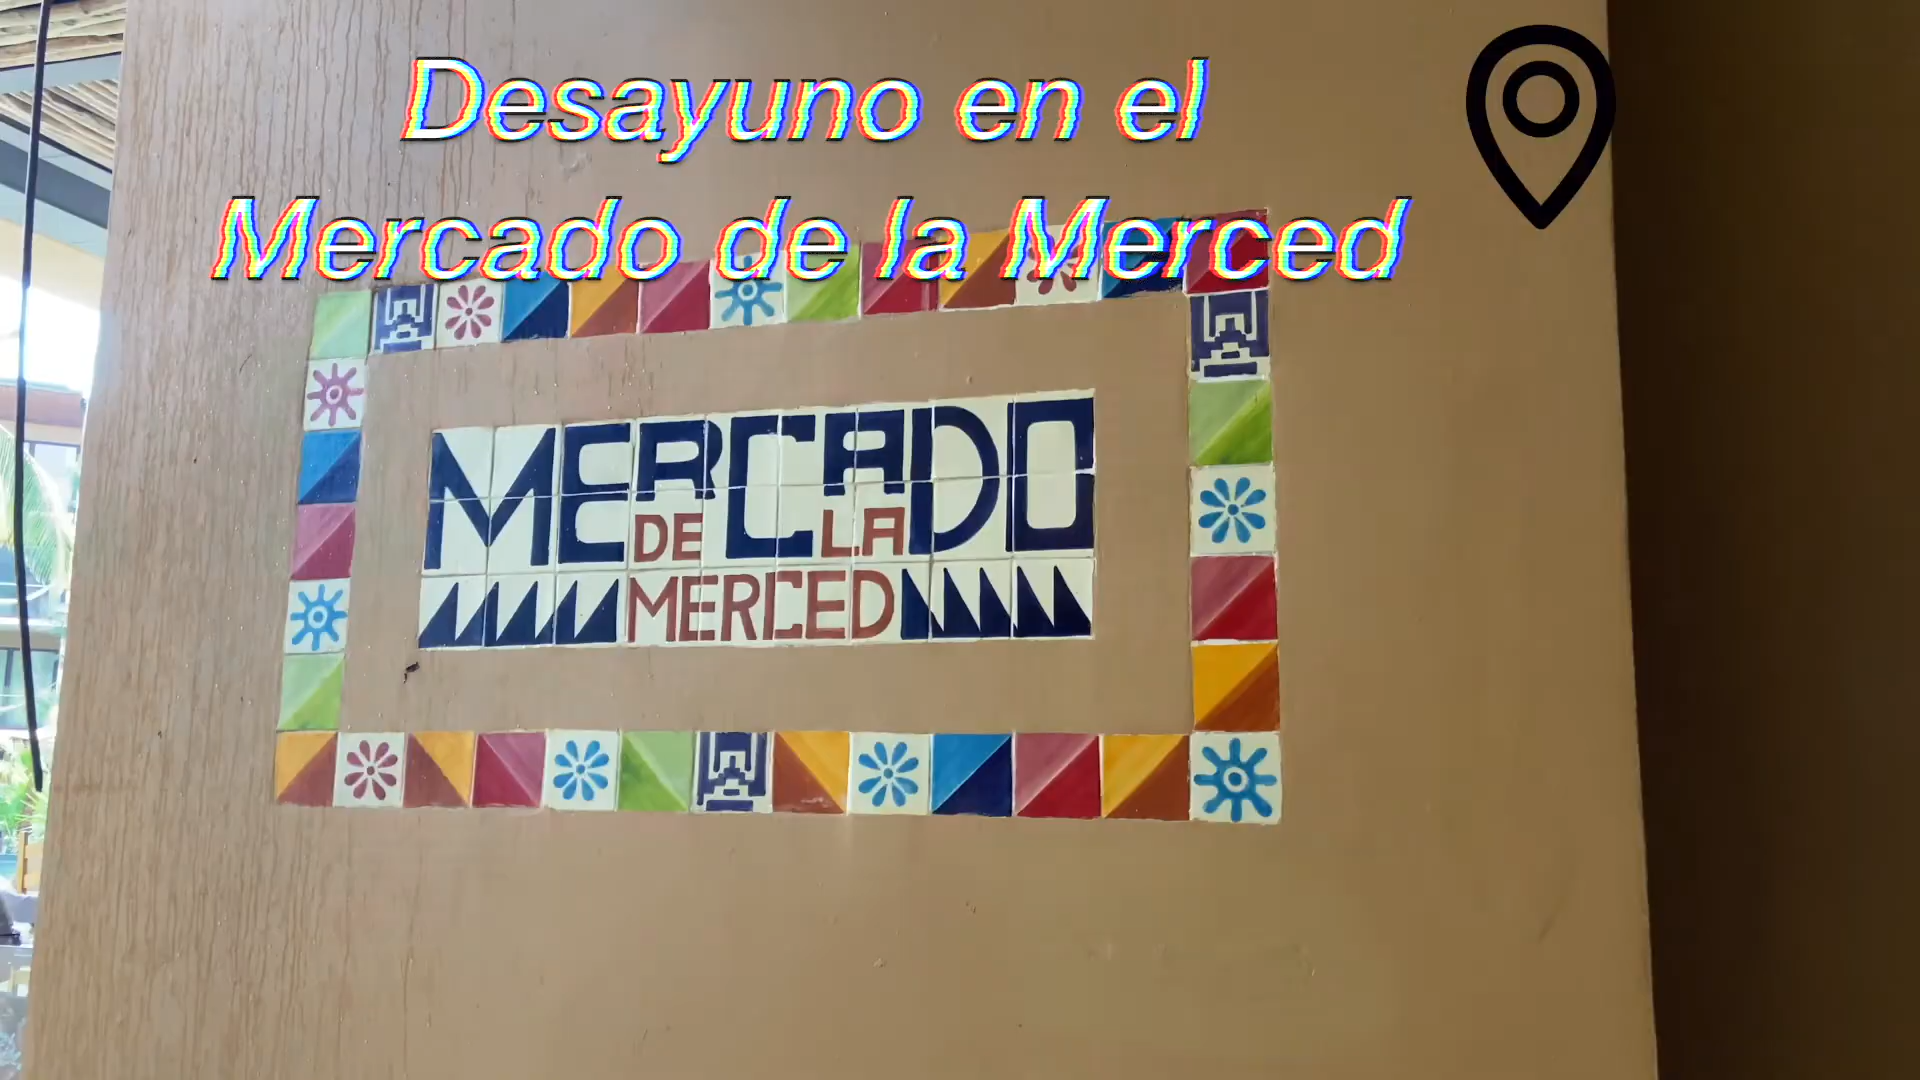 Desayuno en el
Mercado de la Merced
MERCADO
DE LA
MERCED